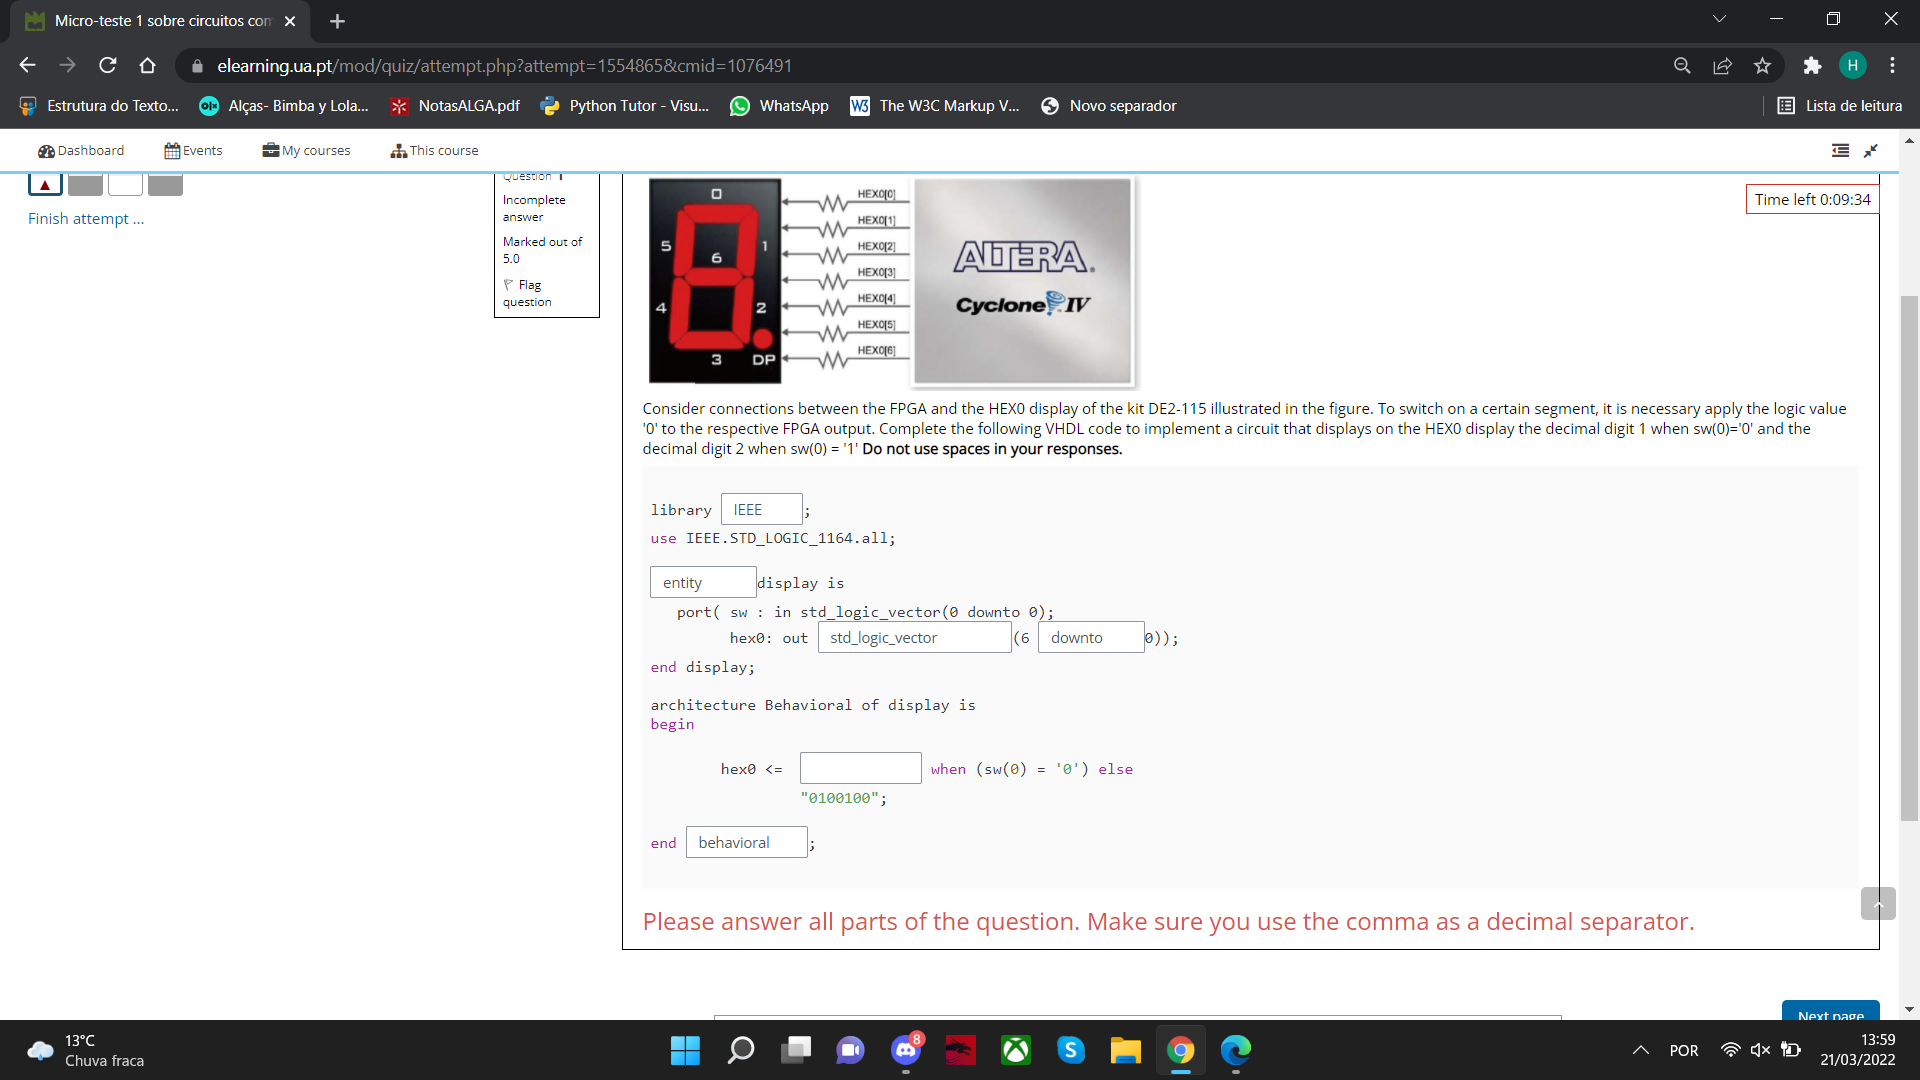 Micro-teste 1 sobre circuitos com
elearning.ua.pt/mod/quiz/attempt.php?attempt=1554865&cmid=1076491
H
Estrutura do Texto...
olx
Alças- Bimba y Lola...
NotasALGA.pdf
Python Tutor - Visu...
WhatsApp
W3
The W3C Markup V...
Novo separador
Lista de leitura
Dashboard
Events
My courses
This course
Finish attempt ...
Question 1
Incomplete answer
Marked out of 5.0
Flag question
Time left 0:09:34
0
5
1
6
4
2
3
DP
HEX0[0]
HEX0[1]
HEX0[2]
HEX0[3]
HEX0[4]
HEX0[5]
HEX0[6]
ALTERA®
Cyclone IV
Consider connections between the FPGA and the HEX0 display of the kit DE2-115 illustrated in the figure. To switch on a certain segment, it is necessary apply the logic value
'0' to the respective FPGA output. Complete the following VHDL code to implement a circuit that displays on the HEX0 display the decimal digit 1 when sw(0)='0' and the
decimal digit 2 when sw(0) = '1' Do not use spaces in your responses.
library IEEE ;
use IEEE.STD_LOGIC_1164.all;
entity display is
port( sw : in std_logic_vector(0 downto 0);
hex0: out std_logic_vector (6 downto 0));
end display;
architecture Behavioral of display is
begin
hex0 <= when (sw(0) = '0') else
"0100100";
end behavioral ;
Please answer all parts of the question. Make sure you use the comma as a decimal separator.
Next page
13°C
Chuva fraca
8
S
POR
13:59
21/03/2022